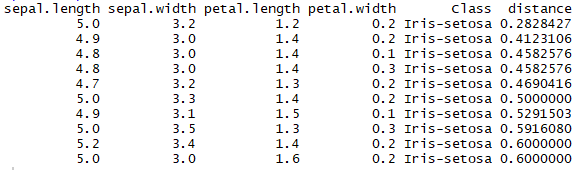 sepal.length sepal.width petal.length petal.width Class distance
5.0 3.2 1.2 0.2 Iris-setosa 0.2828427
4.9 3.0 1.4 0.2 Iris-setosa 0.4123106
4.8 3.0 1.4 0.1 Iris-setosa 0.4582576
4.8 3.0 1.4 0.3 Iris-setosa 0.4582576
4.7 3.2 1.3 0.2 Iris-setosa 0.4690416
5.0 3.3 1.4 0.2 Iris-setosa 0.5000000
4.9 3.1 1.5 0.1 Iris-setosa 0.5291503
5.0 3.5 1.3 0.3 Iris-setosa 0.5916080
5.2 3.4 1.4 0.2 Iris-setosa 0.6000000
5.0 3.0 1.6 0.2 Iris-setosa 0.6000000